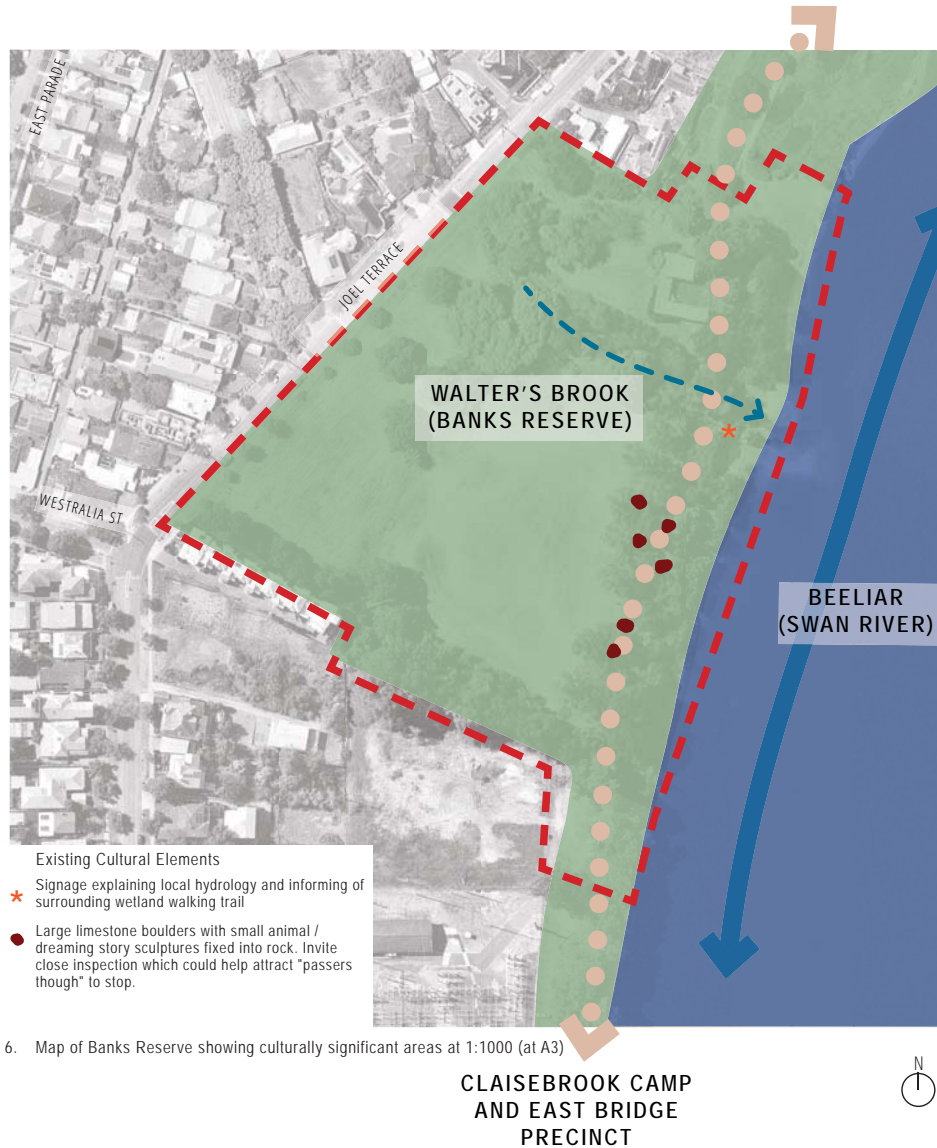 EAST PARADE
JOEL TERRACE
WALTER'S BROOK
(BANKS RESERVE)
WESTRALIA ST
BEELIAR
(SWAN RIVER)
Existing Cultural Elements
* Signage explaining local hydrology and informing of
surrounding wetland walking trail
Large limestone boulders with small animal /
dreaming story sculptures fixed into rock. Invite
close inspection which could help attract "passers
though" to stop.
6. Map of Banks Reserve showing culturally significant areas at 1:1000 (at A3)
N
CLAISEBROOK CAMP
AND EAST BRIDGE
PRECINCT